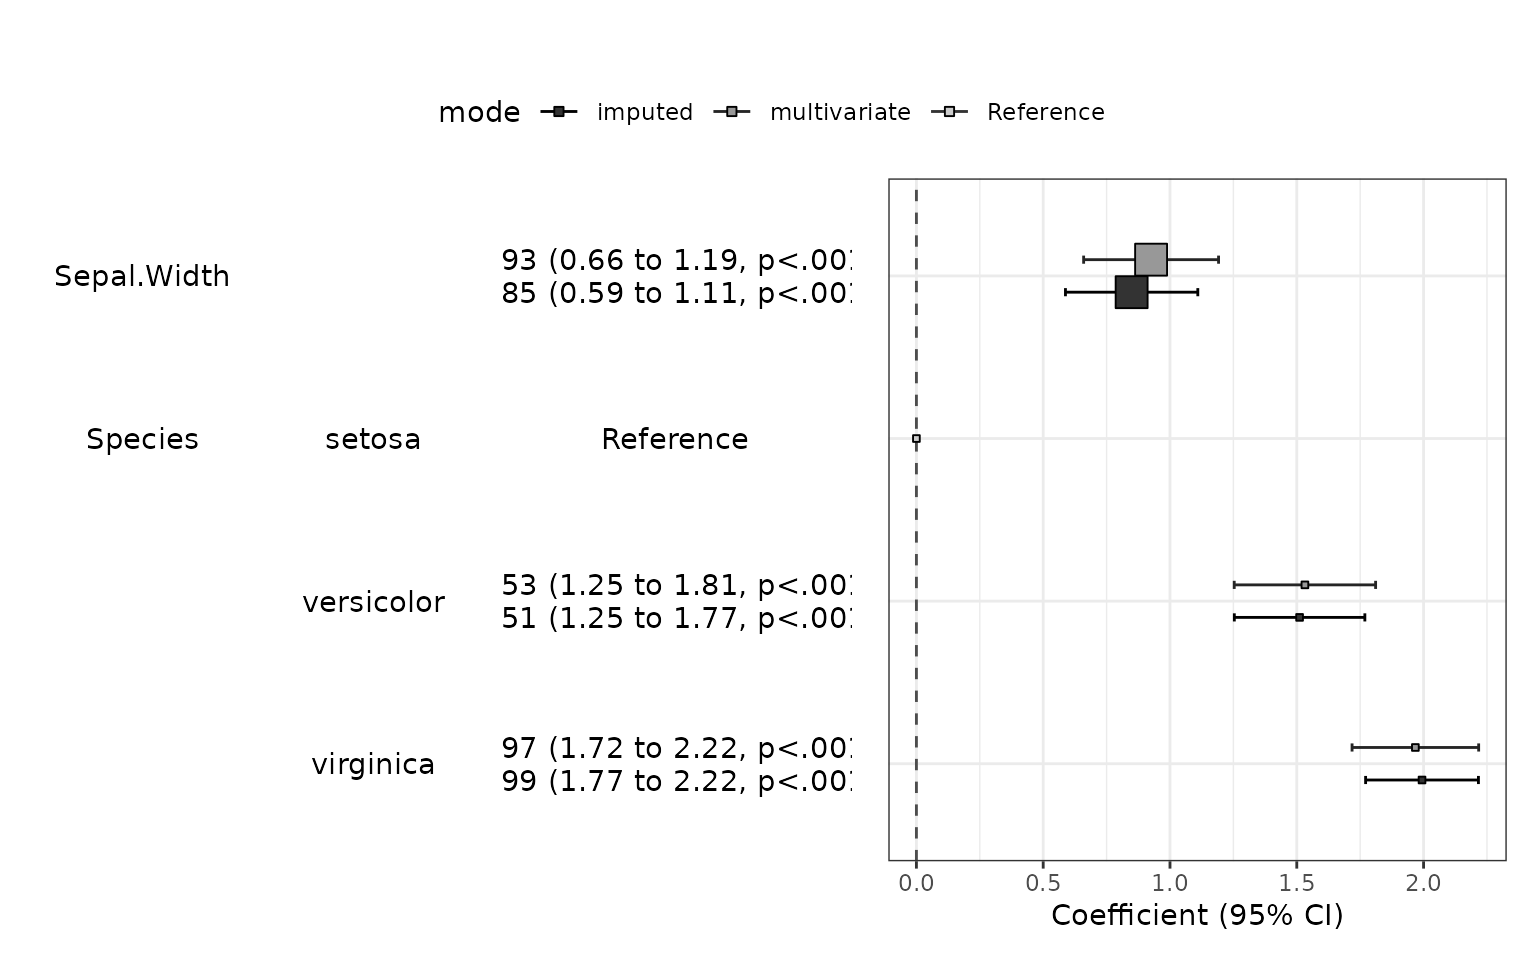 mode imputed multivariate Reference
Sepal.Width
93 (0.66 to 1.19, p<.00
85 (0.59 to 1.11, p<.00
Species setosa Reference
versicolor
53 (1.25 to 1.81, p<.00
51 (1.25 to 1.77, p<.00
virginica
97 (1.72 to 2.22, p<.00
99 (1.77 to 2.22, p<.00
0.0 0.5 1.0 1.5 2.0
Coefficient (95% CI)